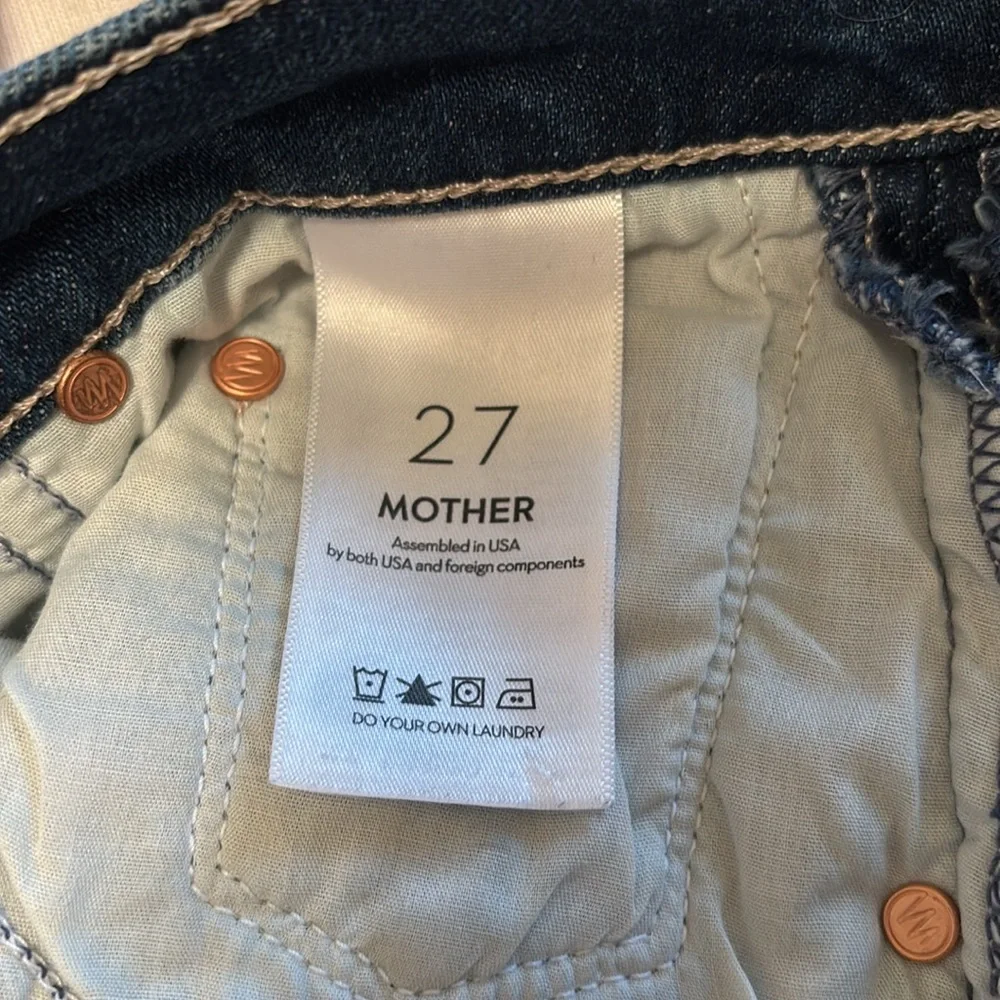 27
MOTHER
Assembled in USA
by both USA and foreign components
DO YOUR OWN LAUNDRY